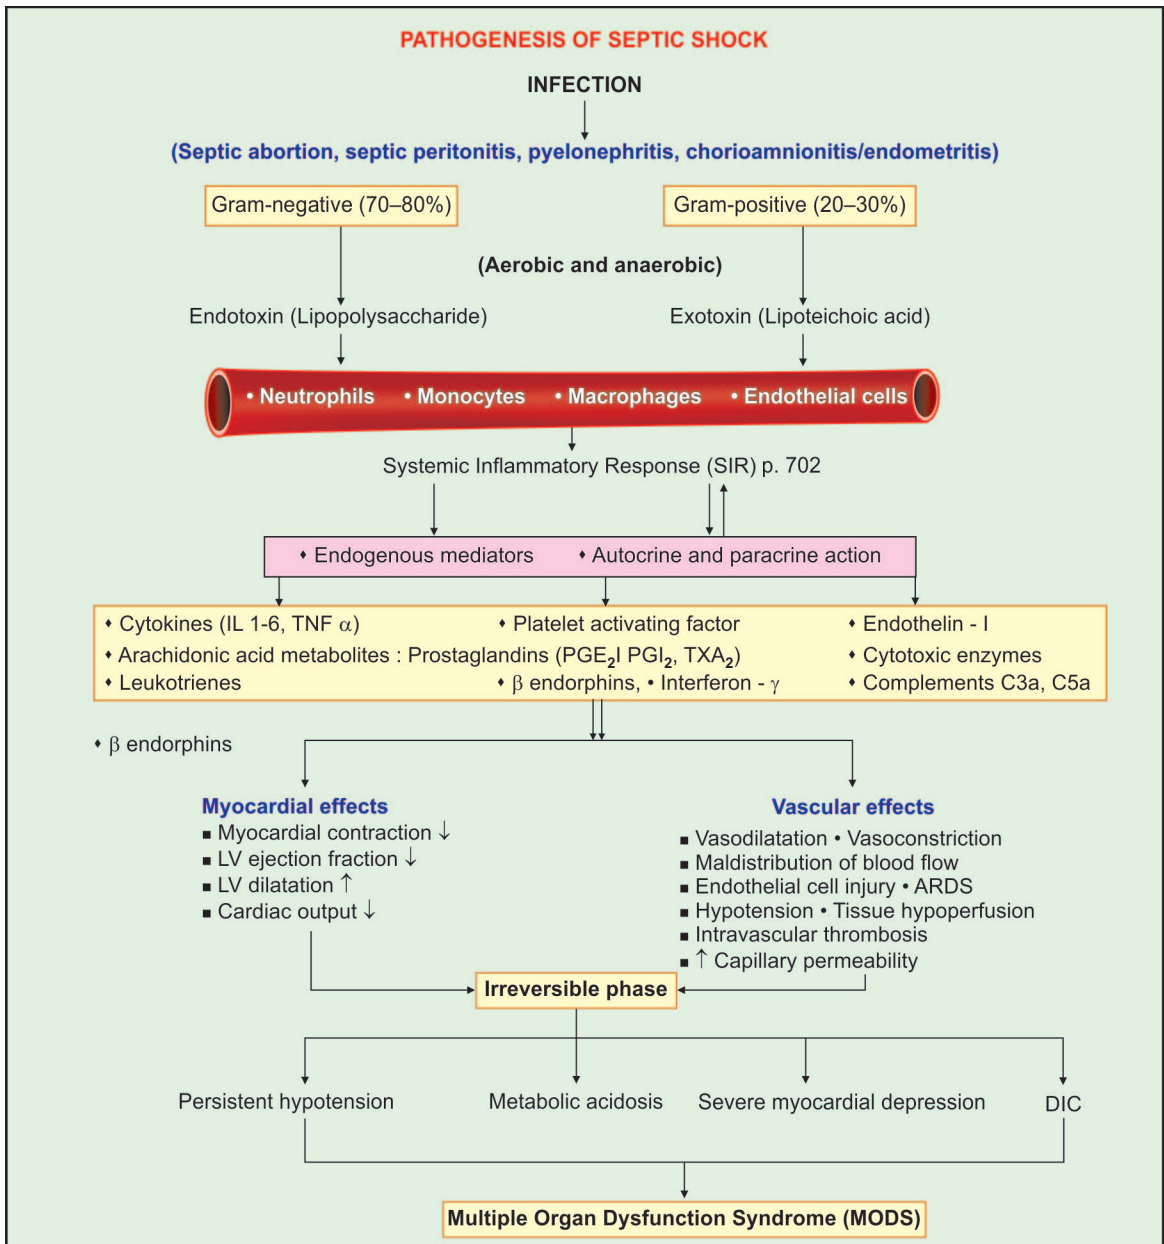 PATHOGENESIS OF SEPTIC SHOCK
INFECTION
(Septic abortion, septic peritonitis, pyelonephritis, chorioamnionitis/endometritis)
Gram-negative (70–80%)
Gram-positive (20–30%)
(Aerobic and anaerobic)
Endotoxin (Lipopolysaccharide)
Exotoxin (Lipoteichoic acid)
• Neutrophils • Monocytes • Macrophages • Endothelial cells
Systemic Inflammatory Response (SIR) p. 702
♦ Endogenous mediators ♦ Autocrine and paracrine action
♦ Cytokines (IL 1-6, TNF α) ♦ Platelet activating factor ♦ Endothelin - I
♦ Arachidonic acid metabolites : Prostaglandins (PGE₂I PGI₂, TXA₂) ♦ Cytotoxic enzymes
♦ Leukotrienes ♦ β endorphins, • Interferon - γ ♦ Complements C3a, C5a
♦ β endorphins
Myocardial effects
■ Myocardial contraction ↓
■ LV ejection fraction ↓
■ LV dilatation ↑
■ Cardiac output ↓
Vascular effects
■ Vasodilatation • Vasoconstriction
■ Maldistribution of blood flow
■ Endothelial cell injury • ARDS
■ Hypotension • Tissue hypoperfusion
■ Intravascular thrombosis
■ ↑ Capillary permeability
Irreversible phase
Persistent hypotension
Metabolic acidosis
Severe myocardial depression
DIC
Multiple Organ Dysfunction Syndrome (MODS)